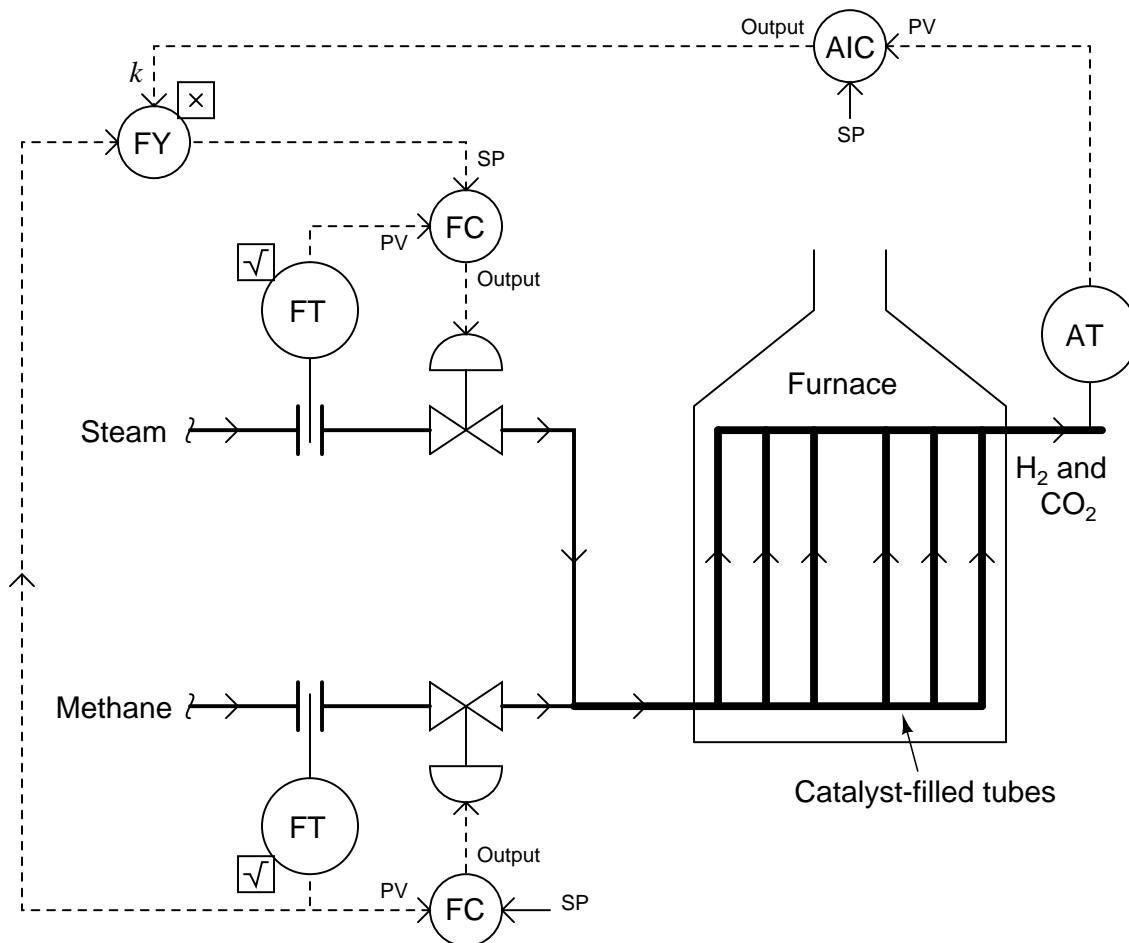 Output
AIC
PV
k
×
FY
SP
SP
FC
PV
√
Output
FT
AT
Furnace
Steam
H2 and
CO2
Methane
Catalyst-filled tubes
FT
Output
√
PV
FC
SP